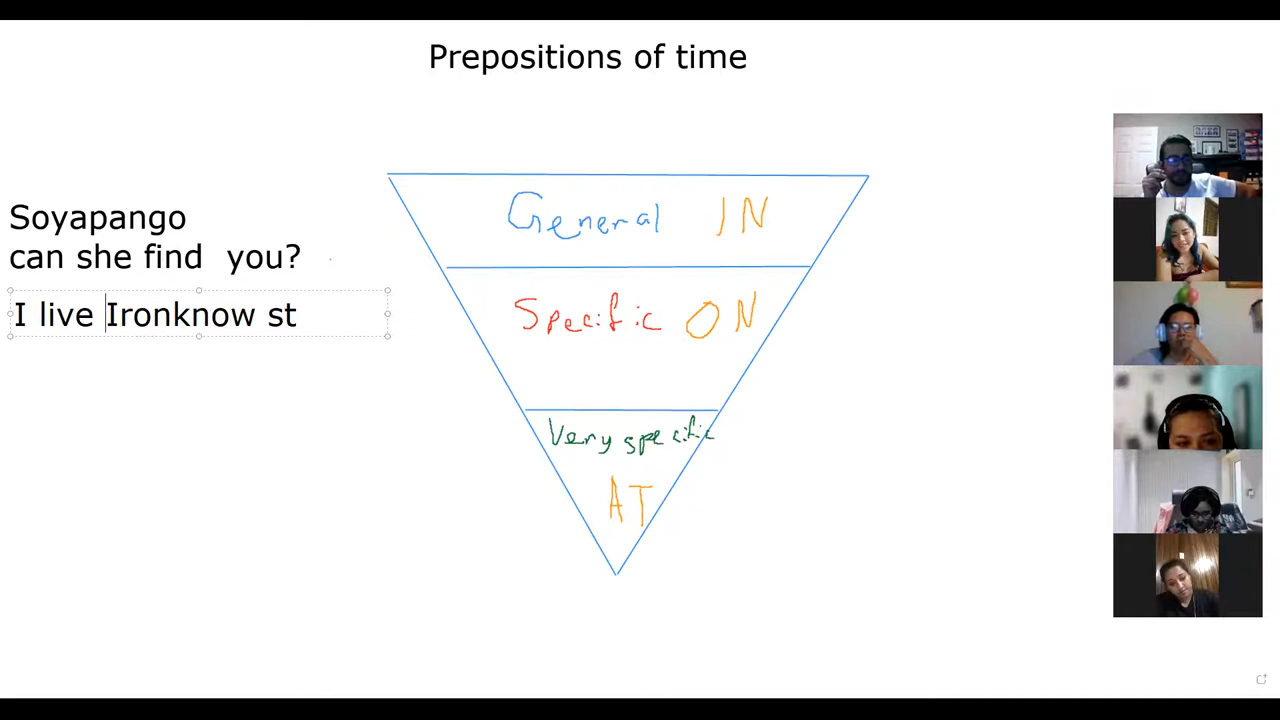 Prepositions of time
Soyapango
can she find  you?
I live Ironknow st
General IN
Specific ON
Very specific
AT